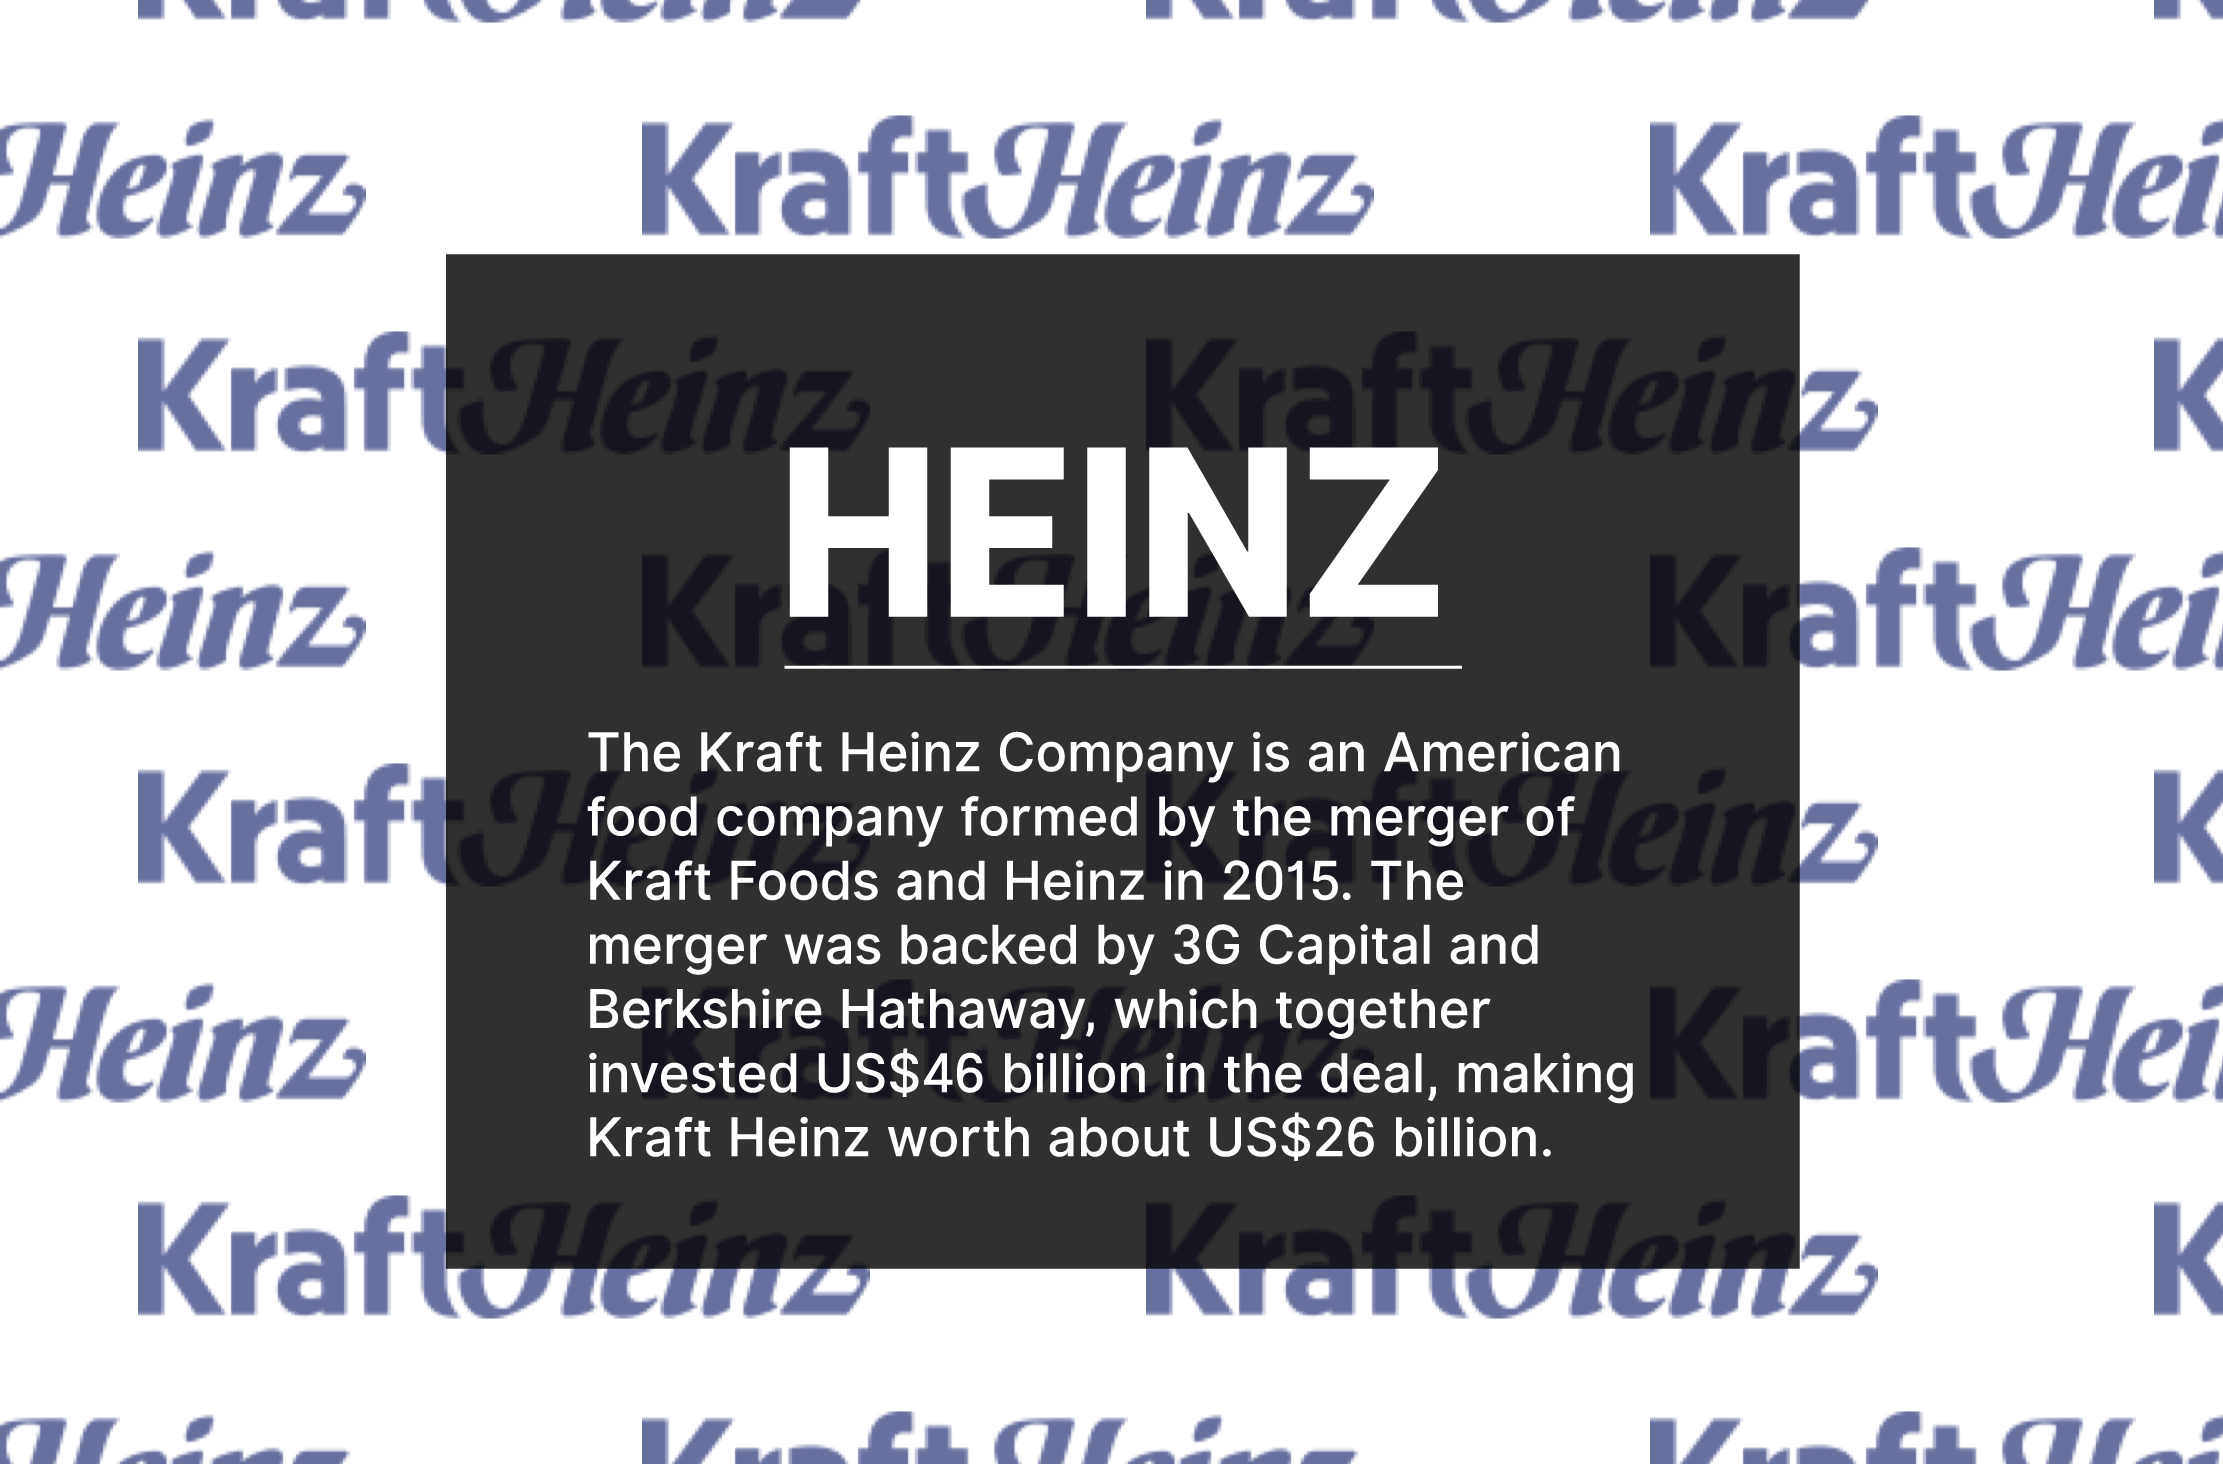 Heinz KraftHeinz KraftHei
KraftHeinz KraftHeinz K
HEINZ
Heinz KraftHeinz KraftHei
The Kraft Heinz Company is an American
food company formed by the merger of
Kraft Foods and Heinz in 2015. The
merger was backed by 3G Capital and
Berkshire Hathaway, which together
invested US$46 billion in the deal, making
Kraft Heinz worth about US$26 billion.
KraftHeinz KraftHeinz K
Heinz KraftHeinz KraftHei
KraftHeinz KraftHeinz K
Heinz KraftHeinz KraftHei